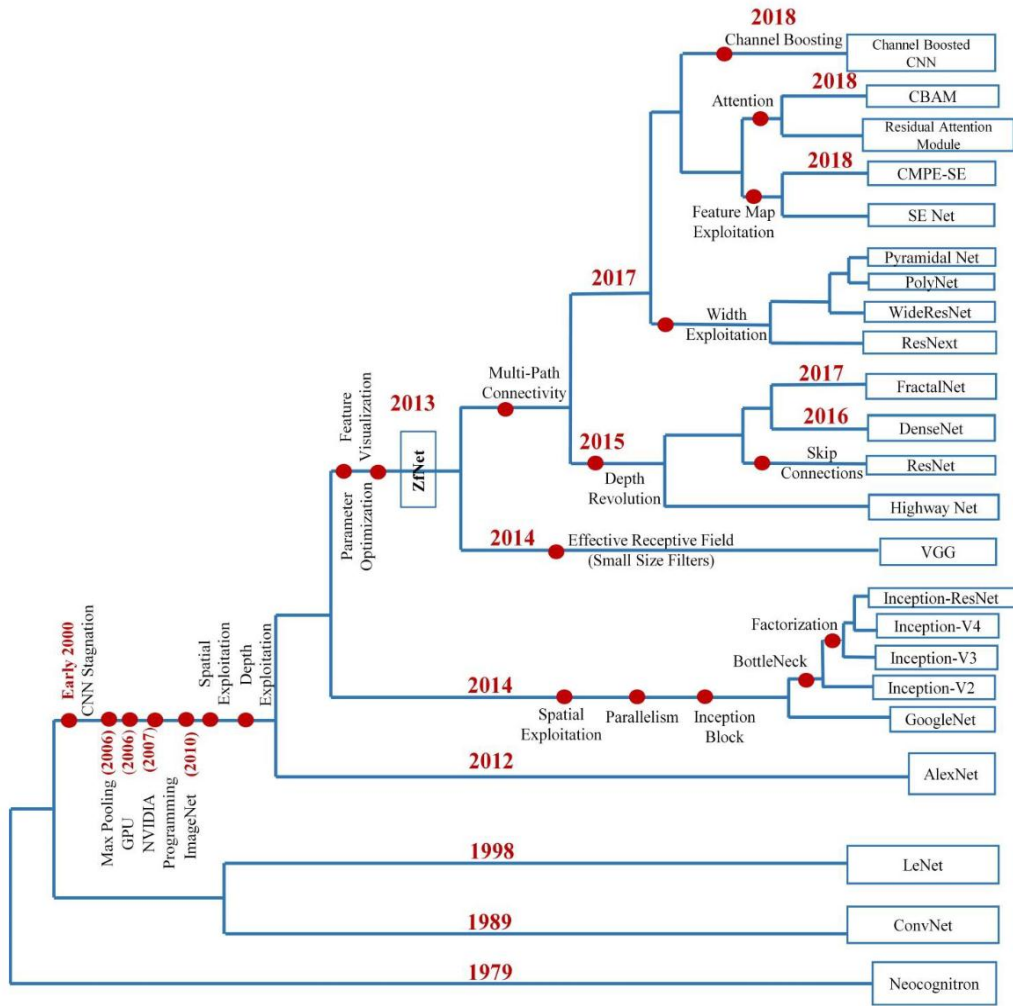 2018
Channel Boosting
Channel Boosted
CNN
2018
Attention
CBAM
Residual Attention
Module
2018
CMPE-SE
Feature Map
Exploitation
SE Net
Pyramidal Net
PolyNet
2017
Width
Exploitation
WideResNet
ResNext
Multi-Path
Connectivity
2017
FractalNet
2016
DenseNet
2015
Depth
Revolution
Skip
Connections
ResNet
Highway Net
Feature
Visualization
Parameter
Optimization
2013
ZfNet
2014
Effective Receptive Field
(Small Size Filters)
VGG
Inception-ResNet
Factorization
Inception-V4
BottleNeck
Inception-V3
Inception-V2
2014
Spatial
Exploitation
Parallelism
Inception
Block
GoogleNet
Early 2000
CNN Stagnation
Max Pooling (2006)
GPU (2006)
NVIDIA (2007)
Programming
ImageNet (2010)
Spatial
Exploitation
Depth
Exploitation
2012
AlexNet
1998
LeNet
1989
ConvNet
1979
Neocognitron